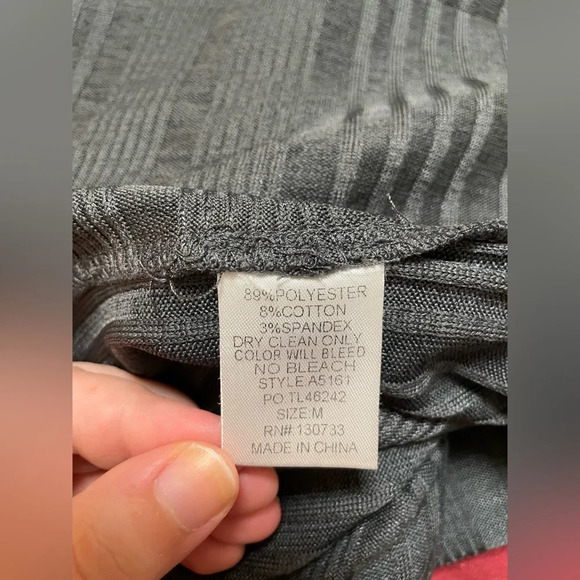 89%POLYESTER
8%COTTON
3%SPANDEX
DRY CLEAN ONLY
COLOR WILL BLEED
NO BLEACH
STYLE A5161
PO.TL46242
SIZE:M
RN# 130733
MADE IN CHINA